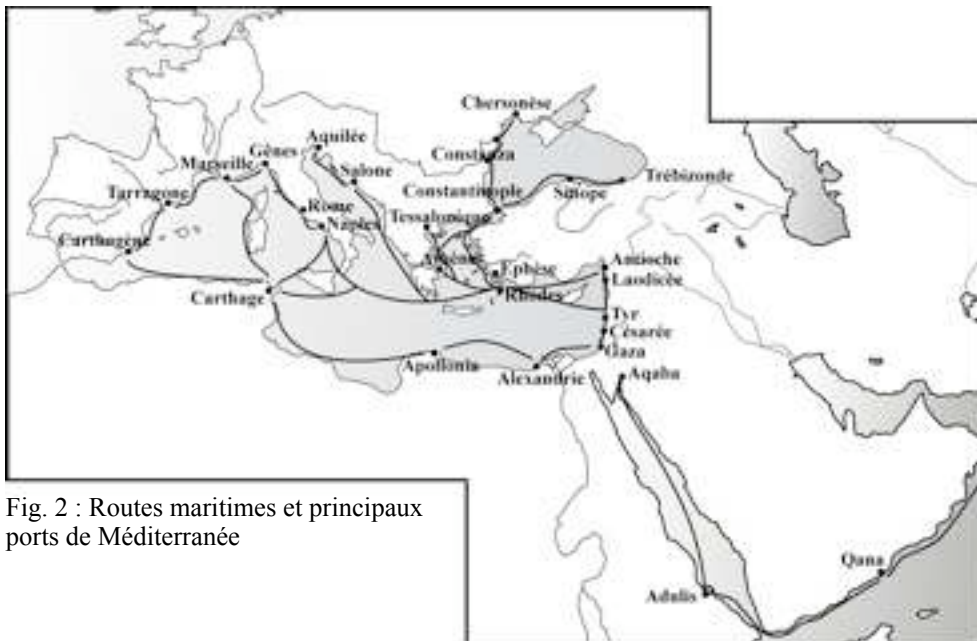 Chersonèse
Aquilée
Gênes
Constanza
Marseille
Salone
Trébizonde
Tarragone
Constantinople
Sinope
Rome
Tessalonique
Naples
Carthagène
Athènes
Antioche
Ephèse
Laodicée
Carthage
Rhodes
Tyr
Césarée
Gaza
Apollonia
Alexandrie
Aqaba
Fig. 2 : Routes maritimes et principaux
ports de Méditerranée
Qana
Adulis